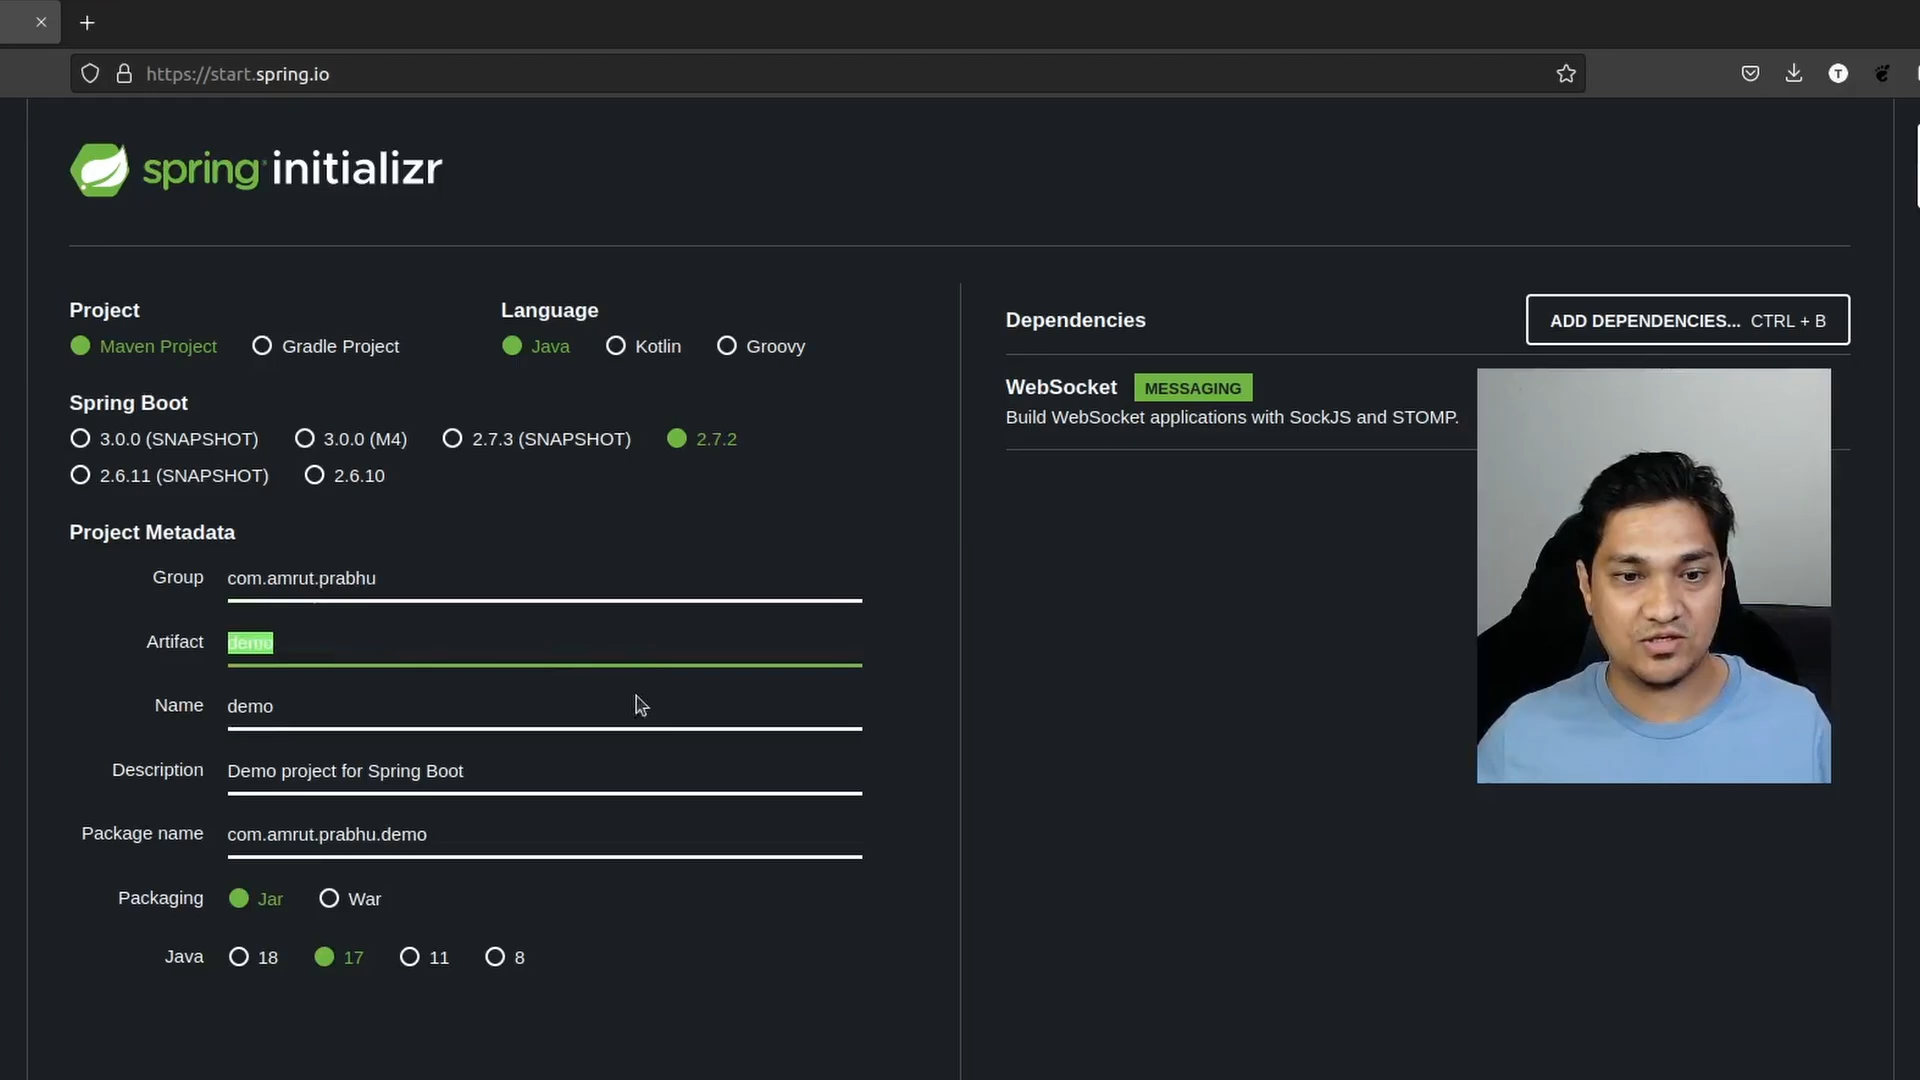 https://start.spring.io
T
spring initializr
Project
Maven Project
Gradle Project
Language
Java
Kotlin
Groovy
Spring Boot
3.0.0 (SNAPSHOT)
3.0.0 (M4)
2.7.3 (SNAPSHOT)
2.7.2
2.6.11 (SNAPSHOT)
2.6.10
Project Metadata
Group com.amrut.prabhu
Artifact demo
Name demo
Description Demo project for Spring Boot
Package name com.amrut.prabhu.demo
Packaging Jar War
Java 18 17 11 8
Dependencies
ADD DEPENDENCIES... CTRL + B
WebSocket MESSAGING
Build WebSocket applications with SockJS and STOMP.